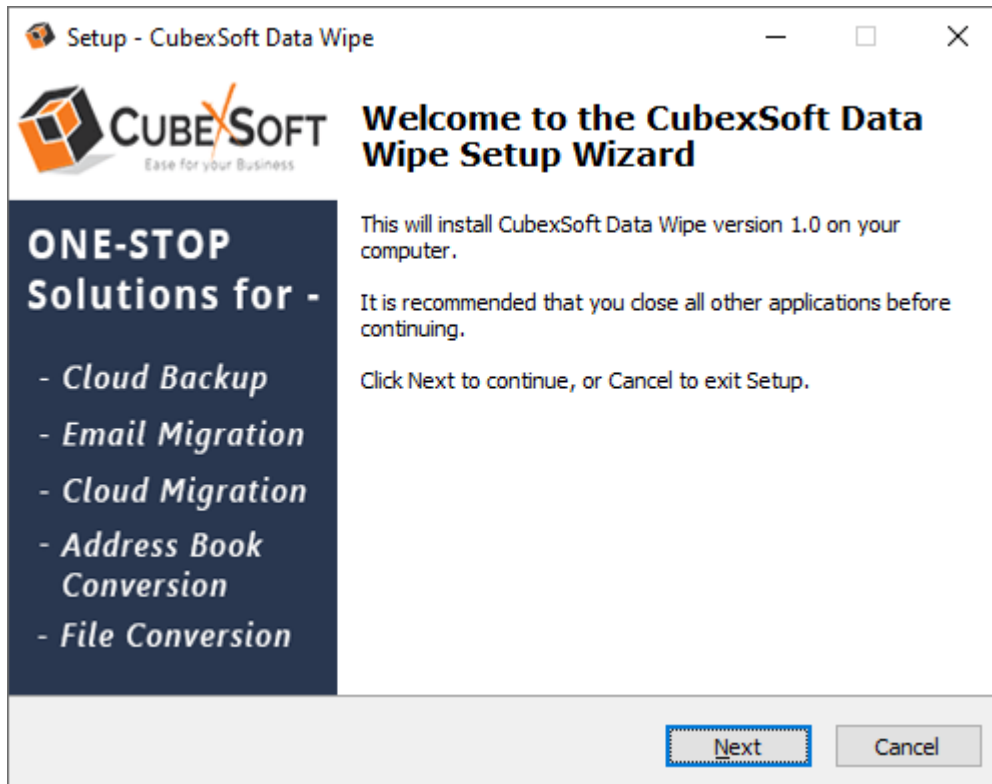 Setup - CubexSoft Data Wipe
CUBEXSOFT
Ease for your Business
ONE-STOP
Solutions for -
- Cloud Backup
- Email Migration
- Cloud Migration
- Address Book
Conversion
- File Conversion
Welcome to the CubexSoft Data
Wipe Setup Wizard
This will install CubexSoft Data Wipe version 1.0 on your
computer.
It is recommended that you close all other applications before
continuing.
Click Next to continue, or Cancel to exit Setup.
Next
Cancel